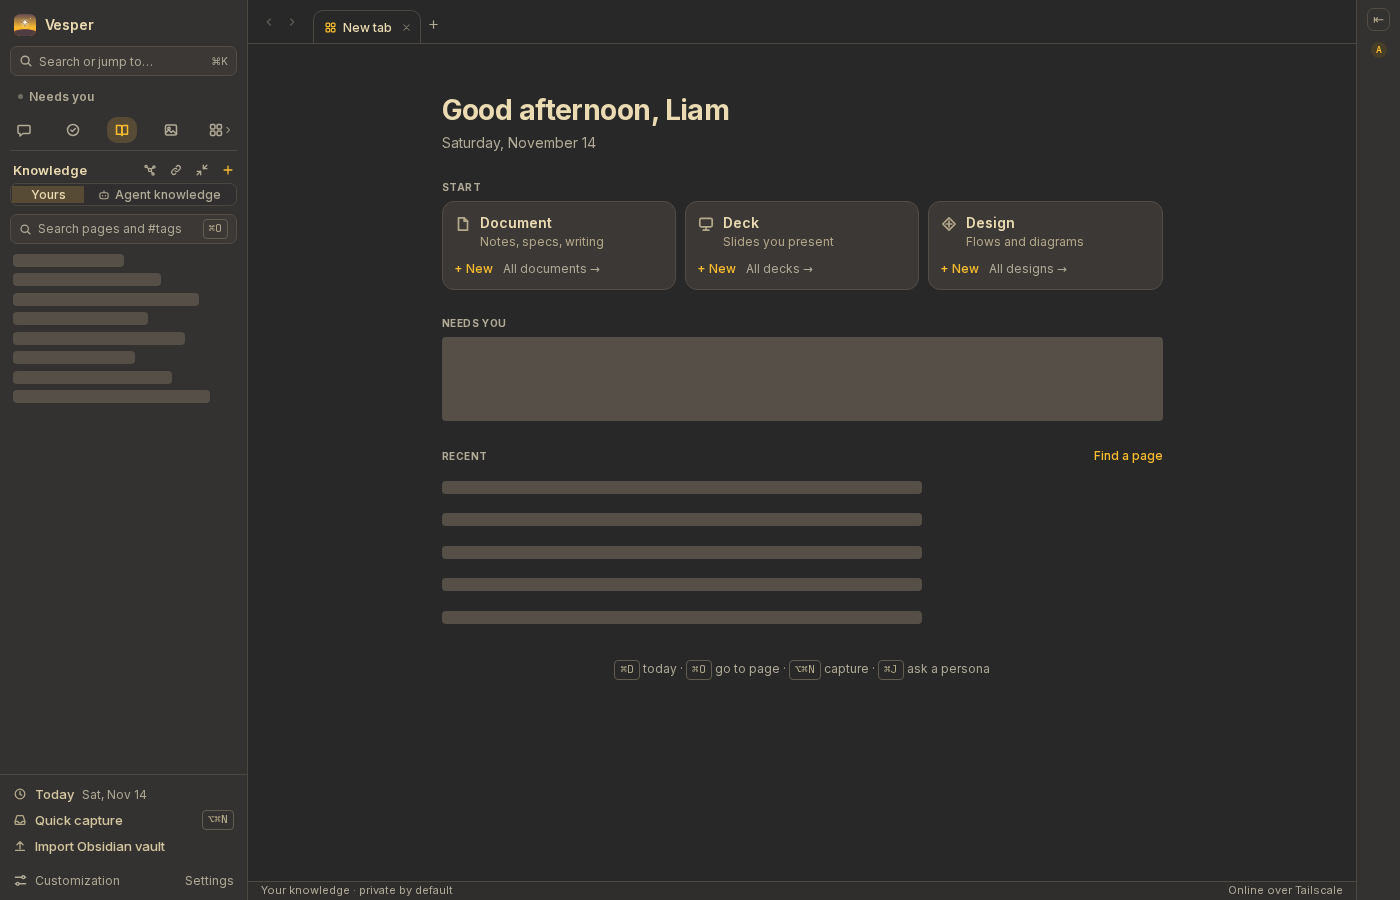 Vesper
Search or jump to… ⌘K
Needs you
Knowledge
Yours Agent knowledge
Search pages and #tags ⌘O
Today Sat, Nov 14
Quick capture ⌥⌘N
Import Obsidian vault
Customization Settings
New tab
Good afternoon, Liam
Saturday, November 14
START
Document
Notes, specs, writing
+ New All documents →
Deck
Slides you present
+ New All decks →
Design
Flows and diagrams
+ New All designs →
NEEDS YOU
RECENT Find a page
⌘D today · ⌘O go to page · ⌥⌘N capture · ⌘J ask a persona
Your knowledge · private by default Online over Tailscale
A